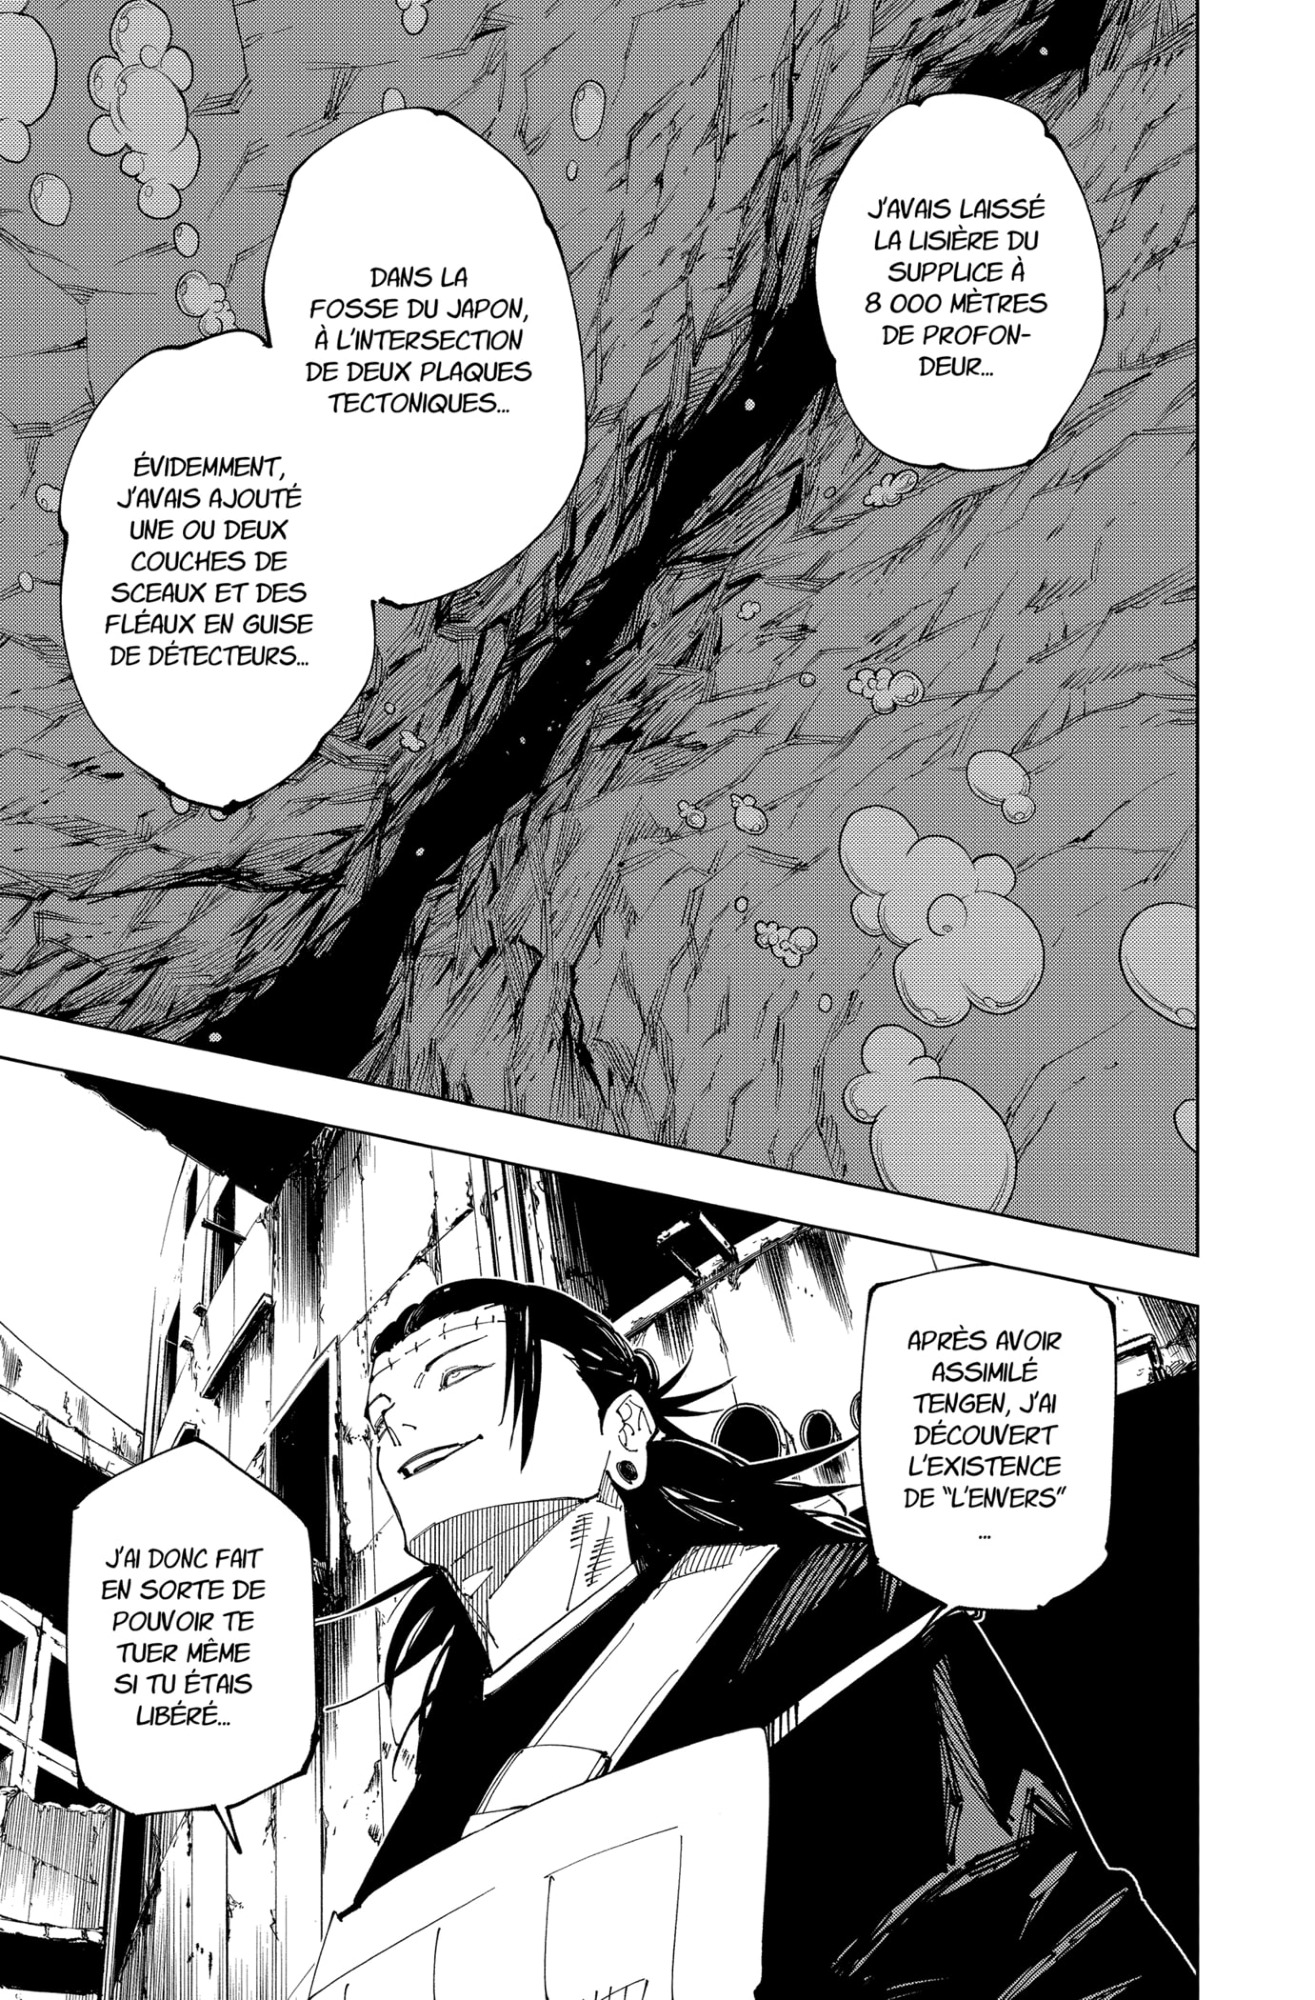 J'AVAIS LAISSÉ
LA LISIÈRE DU
SUPPLICE À
8 000 MÈTRES
DE PROFON-
DEUR...
DANS LA
FOSSE DU JAPON,
À L'INTERSECTION
DE DEUX PLAQUES
TECTONIQUES...
ÉVIDEMMENT,
J'AVAIS AJOUTÉ
UNE OU DEUX
COUCHES DE
SCEAUX ET DES
FLÉAUX EN GUISE
DE DÉTECTEURS...
APRÈS AVOIR
ASSIMILÉ
TENGEN, J'AI
DÉCOUVERT
L'EXISTENCE
DE "L'ENVERS"
...
J'AI DONC FAIT
EN SORTE DE
POUVOIR TE
TUER MÊME
SI TU ÉTAIS
LIBÉRÉ...